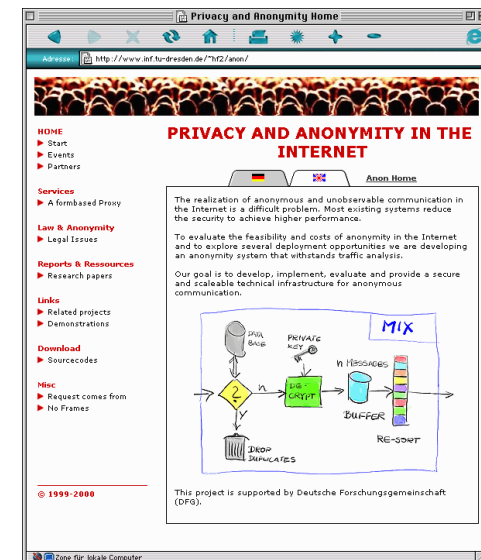 Privacy and Anonymity Home
Adresse: http://www.inf.tu-dresden.de/~hf2/anon/
HOME
Start
Events
Partners
Services
A formbased Proxy
Law & Anonymity
Legal Issues
Reports & Ressources
Research papers
Links
Related projects
Demonstrations
Download
Sourcecodes
Misc
Request comes from
No Frames
© 1999-2000
PRIVACY AND ANONYMITY IN THE
INTERNET
Anon Home
The realization of anonymous and unobservable communication in
the Internet is a difficult problem. Most existing systems reduce
the security to achieve higher performance.
To evaluate the feasibility and costs of anonymity in the Internet
and to explore several deployment opportunities we are developing
an anonymity system that withstands traffic analysis.
Our goal is to develop, implement, evaluate and provide a secure
and scaleable technical infrastructure for anonymous
communication.
MIX
DATA
BASE
PRIVATE
KEY
n MESSAGES
?
n
DE-
CRYPT
y
BUFFER
RE-SORT
DROP
DUPLICATES
This project is supported by Deutsche Forschungsgemeinschaft
(DFG).
Zone für lokale Computer